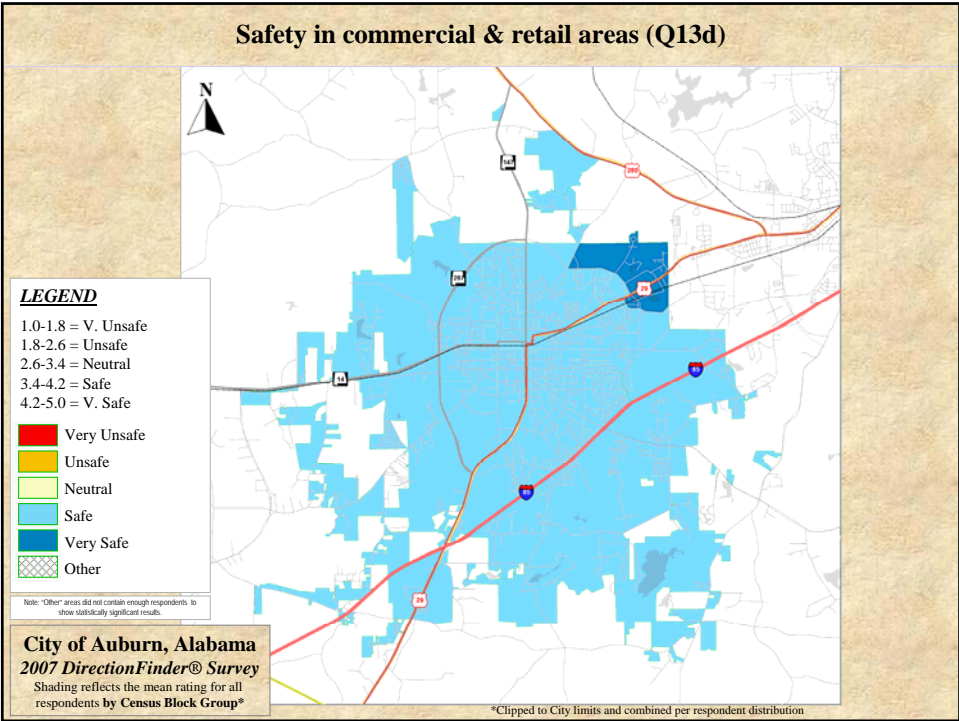 Safety in commercial & retail areas (Q13d)
N
147
280
267
29
14
85
85
29
LEGEND
1.0-1.8 = V. Unsafe
1.8-2.6 = Unsafe
2.6-3.4 = Neutral
3.4-4.2 = Safe
4.2-5.0 = V. Safe
Very Unsafe
Unsafe
Neutral
Safe
Very Safe
Other
Note: "Other" areas did not contain enough respondents to
show statistically significant results.
City of Auburn, Alabama
2007 DirectionFinder® Survey
Shading reflects the mean rating for all
respondents by Census Block Group*
*Clipped to City limits and combined per respondent distribution